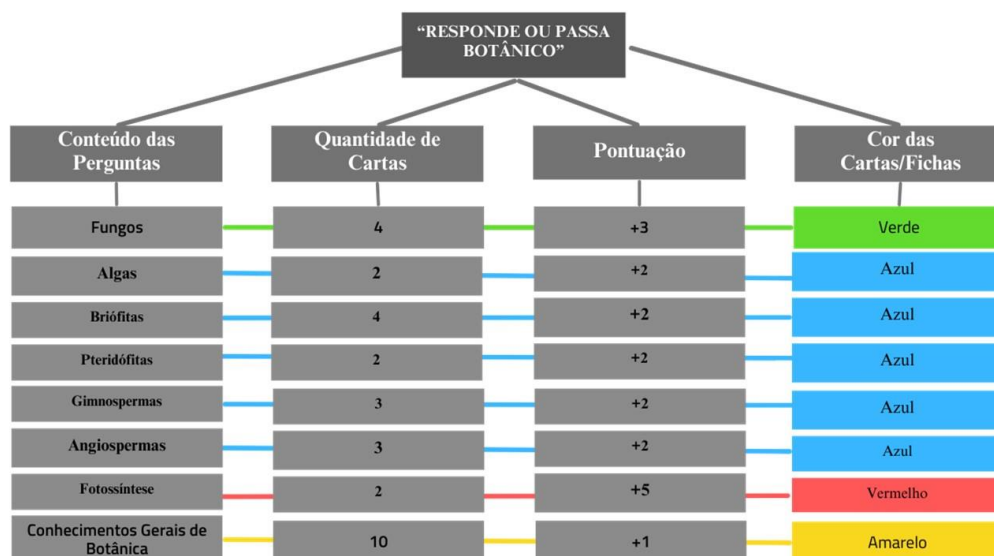 “RESPONDE OU PASSA
BOTÂNICO”
Conteúdo das
Perguntas
Quantidade de
Cartas
Pontuação
Cor das
Cartas/Fichas
Fungos
4
+3
Verde
Algas
2
+2
Azul
Briófitas
4
+2
Azul
Pteridófitas
2
+2
Azul
Gimnospermas
3
+2
Azul
Angiospermas
3
+2
Azul
Fotossíntese
2
+5
Vermelho
Conhecimentos Gerais de
Botânica
10
+1
Amarelo